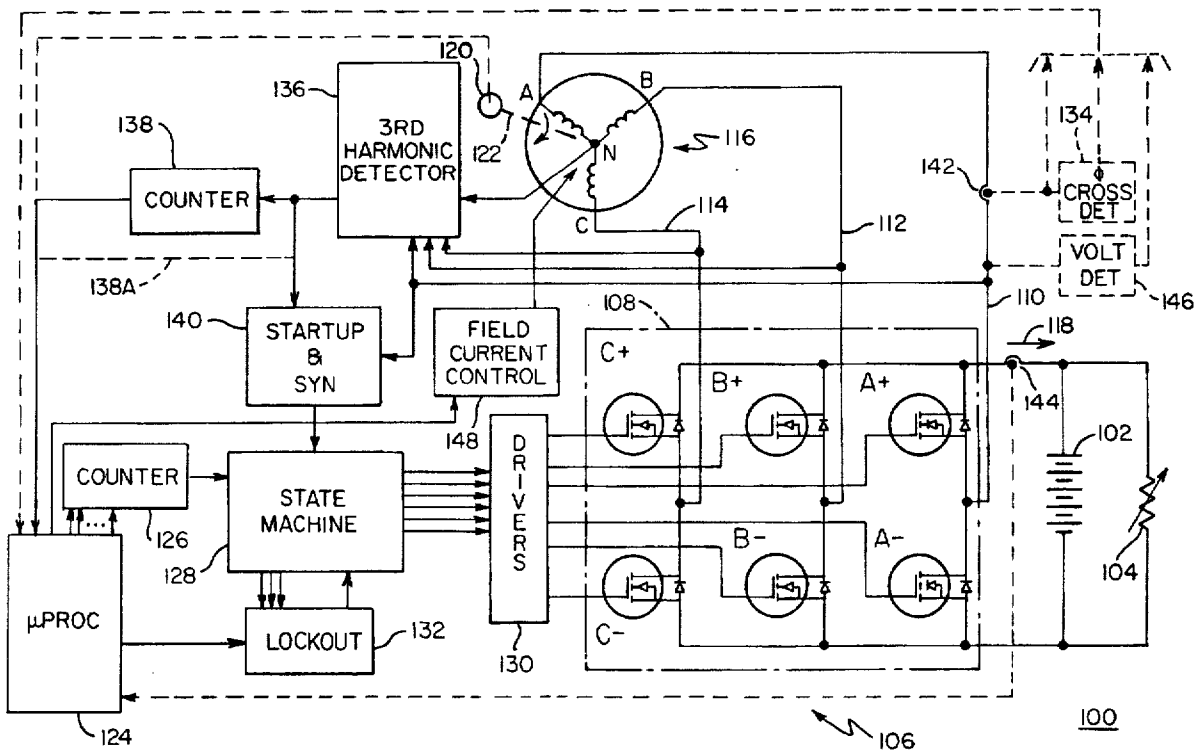 120
136
A
B
134
138
3RD
HARMONIC
DETECTOR
122
N
116
142
CROSS
DET
Φ
COUNTER
C
114
112
VOLT
DET
138A
108
110
146
140
STARTUP
&
SYN
FIELD
CURRENT
CONTROL
118
C+
B+
A+
144
148
102
COUNTER
STATE
MACHINE
DRIVERS
126
128
B-
A-
104
μPROC
LOCKOUT
132
C-
130
124
106
100